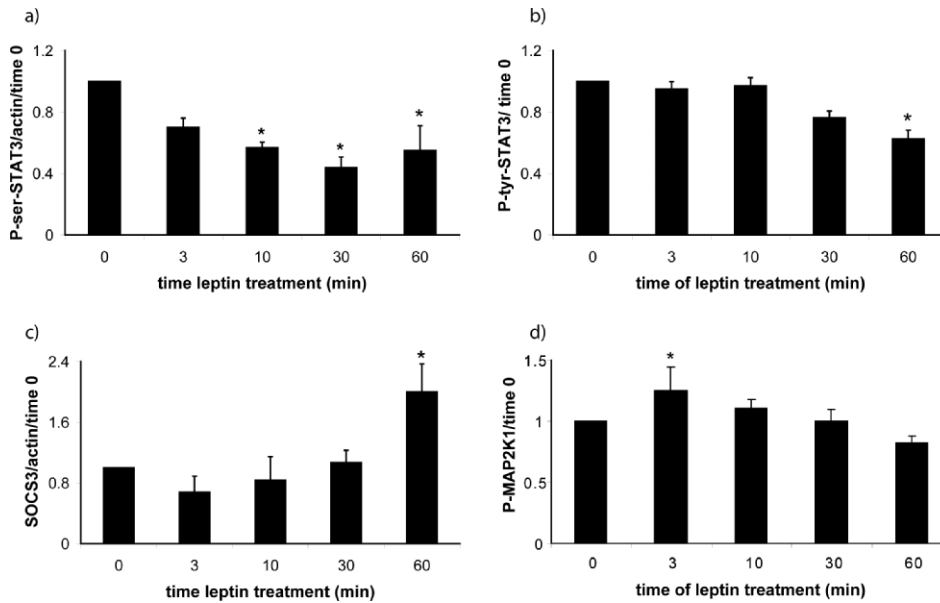 a)
P-ser-STAT3/actin/time 0
1.2
0.8
0.4
0
*
*
*
0 3 10 30 60
time leptin treatment (min)
b)
P-tyr-STAT3/ time 0
1.2
0.8
0.4
0
*
0 3 10 30 60
time of leptin treatment (min)
c)
SOCS3/actin/time 0
2.4
1.6
0.8
0
*
0 3 10 30 60
time leptin treatment (min)
d)
P-MAP2K1/time 0
1.5
1
0.5
0
*
0 3 10 30 60
time of leptin treatment (min)